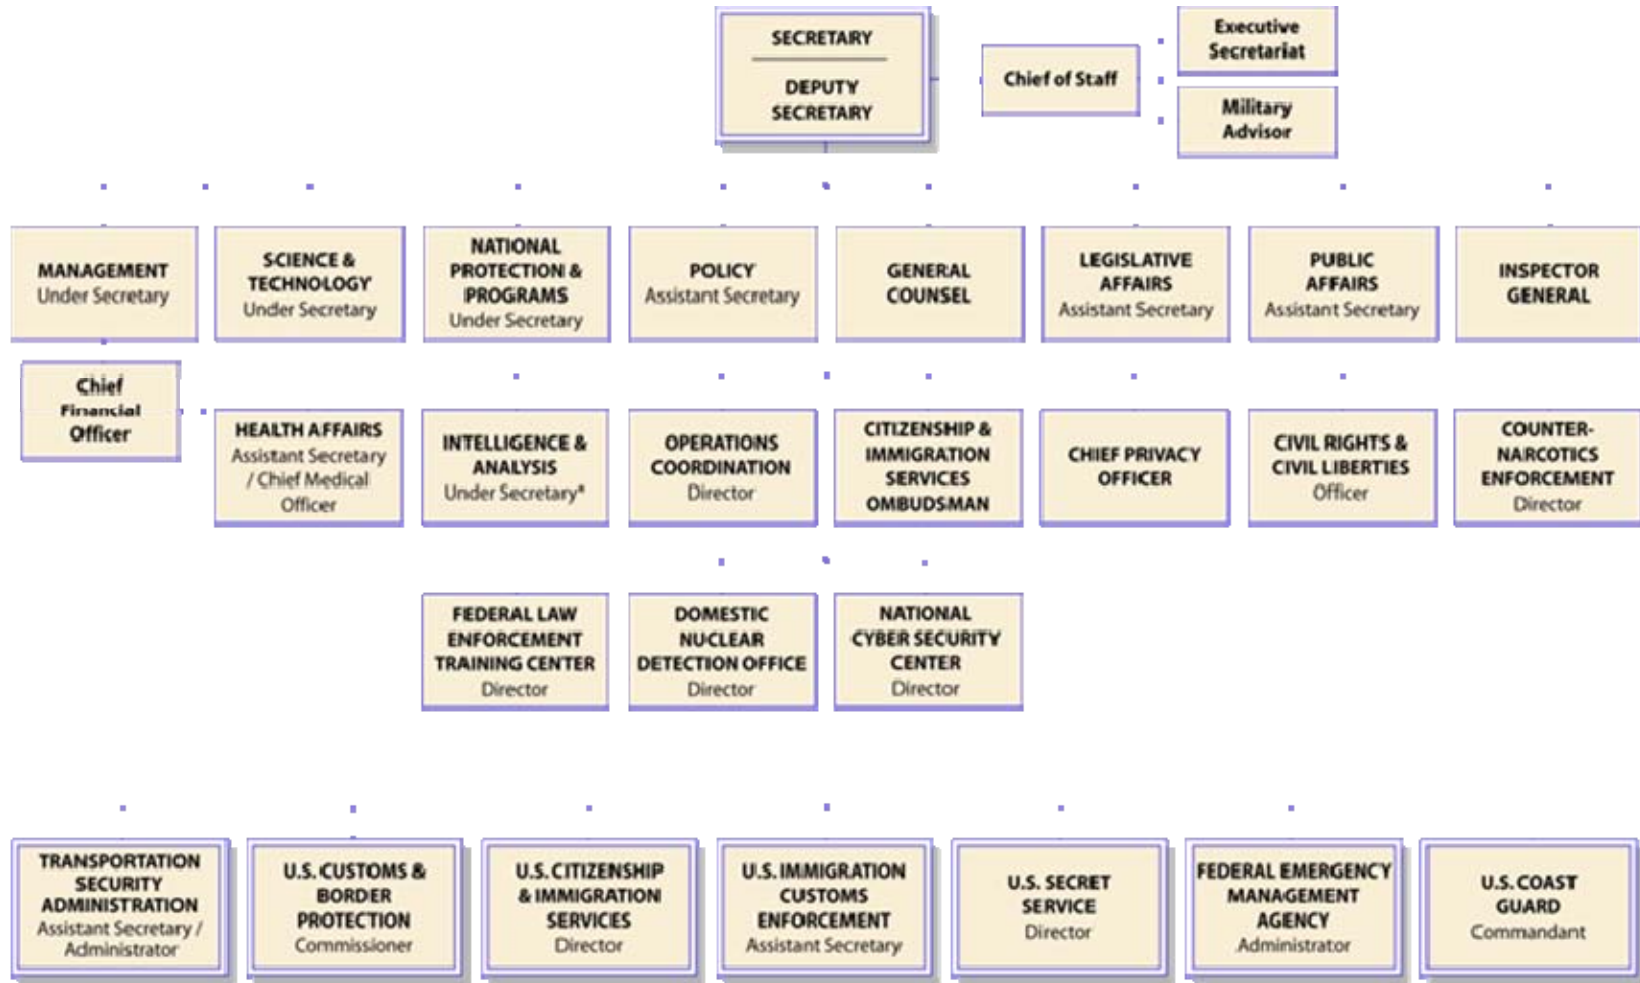 SECRETARY
DEPUTY
SECRETARY
Chief of Staff
Executive
Secretariat
Military
Advisor
MANAGEMENT
Under Secretary
SCIENCE &
TECHNOLOGY
Under Secretary
NATIONAL
PROTECTION &
PROGRAMS
Under Secretary
POLICY
Assistant Secretary
GENERAL
COUNSEL
LEGISLATIVE
AFFAIRS
Assistant Secretary
PUBLIC
AFFAIRS
Assistant Secretary
INSPECTOR
GENERAL
Chief
Financial
Officer
HEALTH AFFAIRS
Assistant Secretary
/ Chief Medical
Officer
INTELLIGENCE &
ANALYSIS
Under Secretary*
OPERATIONS
COORDINATION
Director
CITIZENSHIP &
IMMIGRATION
SERVICES
OMBUDSMAN
CHIEF PRIVACY
OFFICER
CIVIL RIGHTS &
CIVIL LIBERTIES
Officer
COUNTER-
NARCOTICS
ENFORCEMENT
Director
FEDERAL LAW
ENFORCEMENT
TRAINING CENTER
Director
DOMESTIC
NUCLEAR
DETECTION OFFICE
Director
NATIONAL
CYBER SECURITY
CENTER
Director
TRANSPORTATION
SECURITY
ADMINISTRATION
Assistant Secretary /
Administrator
U.S. CUSTOMS &
BORDER
PROTECTION
Commissioner
U.S. CITIZENSHIP
& IMMIGRATION
SERVICES
Director
U.S. IMMIGRATION
CUSTOMS
ENFORCEMENT
Assistant Secretary
U.S. SECRET
SERVICE
Director
FEDERAL EMERGENCY
MANAGEMENT
AGENCY
Administrator
U.S. COAST
GUARD
Commandant